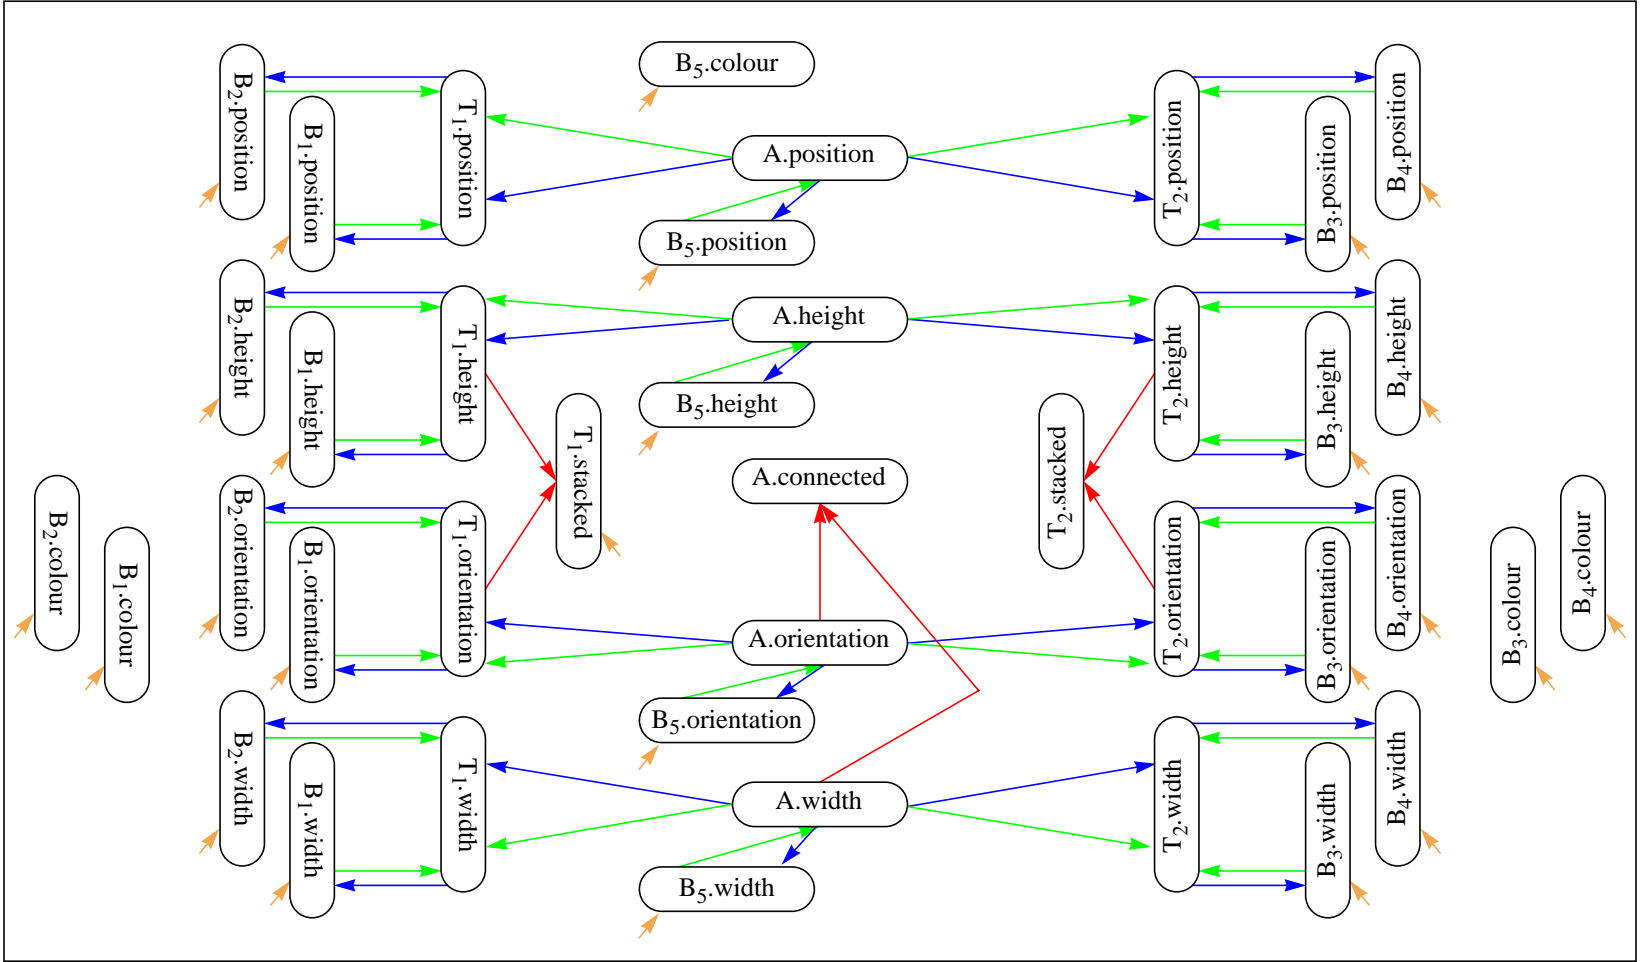 B5.colour
B2.position
B1.position
T1.position
A.position
T2.position
B3.position
B4.position
B5.position
B2.height
B1.height
T1.height
A.height
T2.height
B3.height
B4.height
B5.height
T1.stacked
A.connected
T2.stacked
B2.colour
B1.colour
B2.orientation
B1.orientation
T1.orientation
A.orientation
T2.orientation
B3.orientation
B4.orientation
B3.colour
B4.colour
B5.orientation
B2.width
B1.width
T1.width
A.width
T2.width
B3.width
B4.width
B5.width